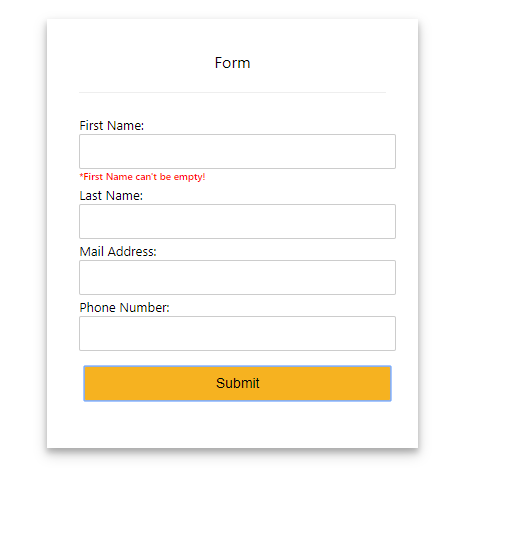 Form
First Name:
*First Name can't be empty!
Last Name:
Mail Address:
Phone Number:
Submit